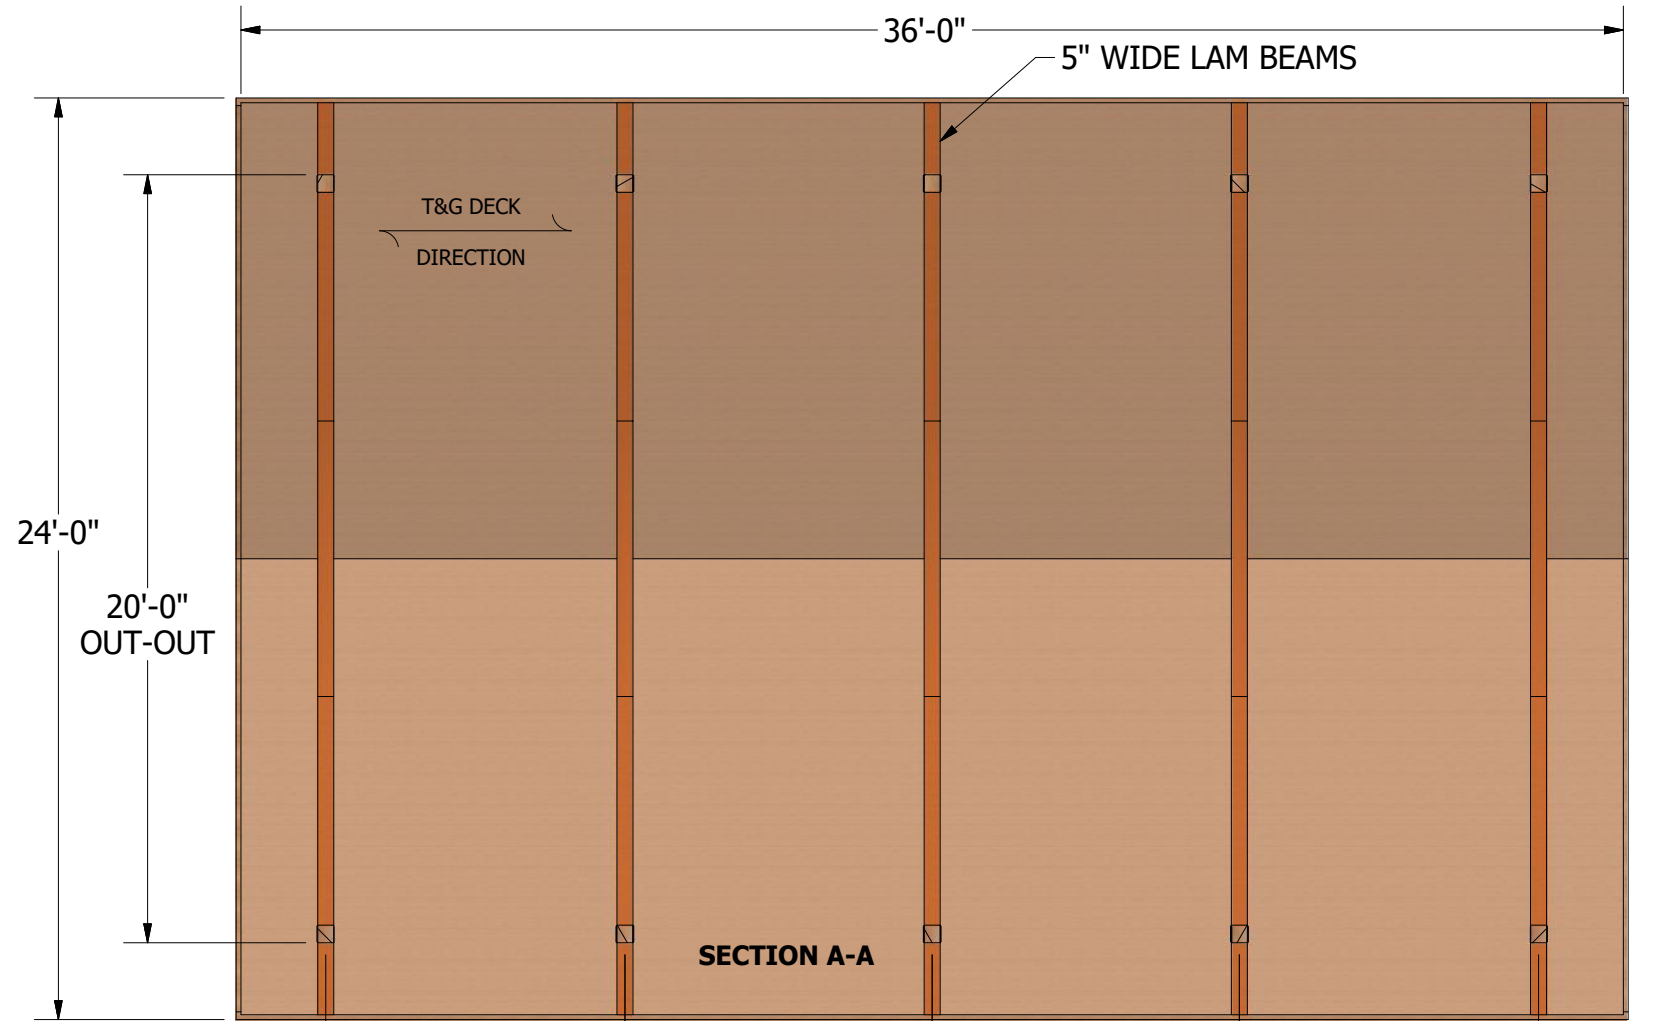 36'-0"
5" WIDE LAM BEAMS
T&G DECK
DIRECTION
24'-0"
20'-0"
OUT-OUT
SECTION A-A